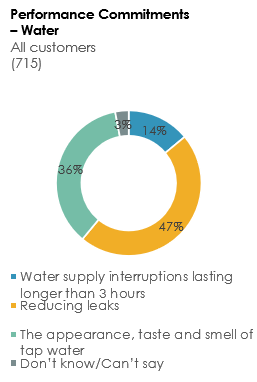 Performance Commitments
– Water
All customers
(715)
3%
14%
36%
47%
Water supply interruptions lasting
longer than 3 hours
Reducing leaks
The appearance, taste and smell of
tap water
Don't know/Can't say